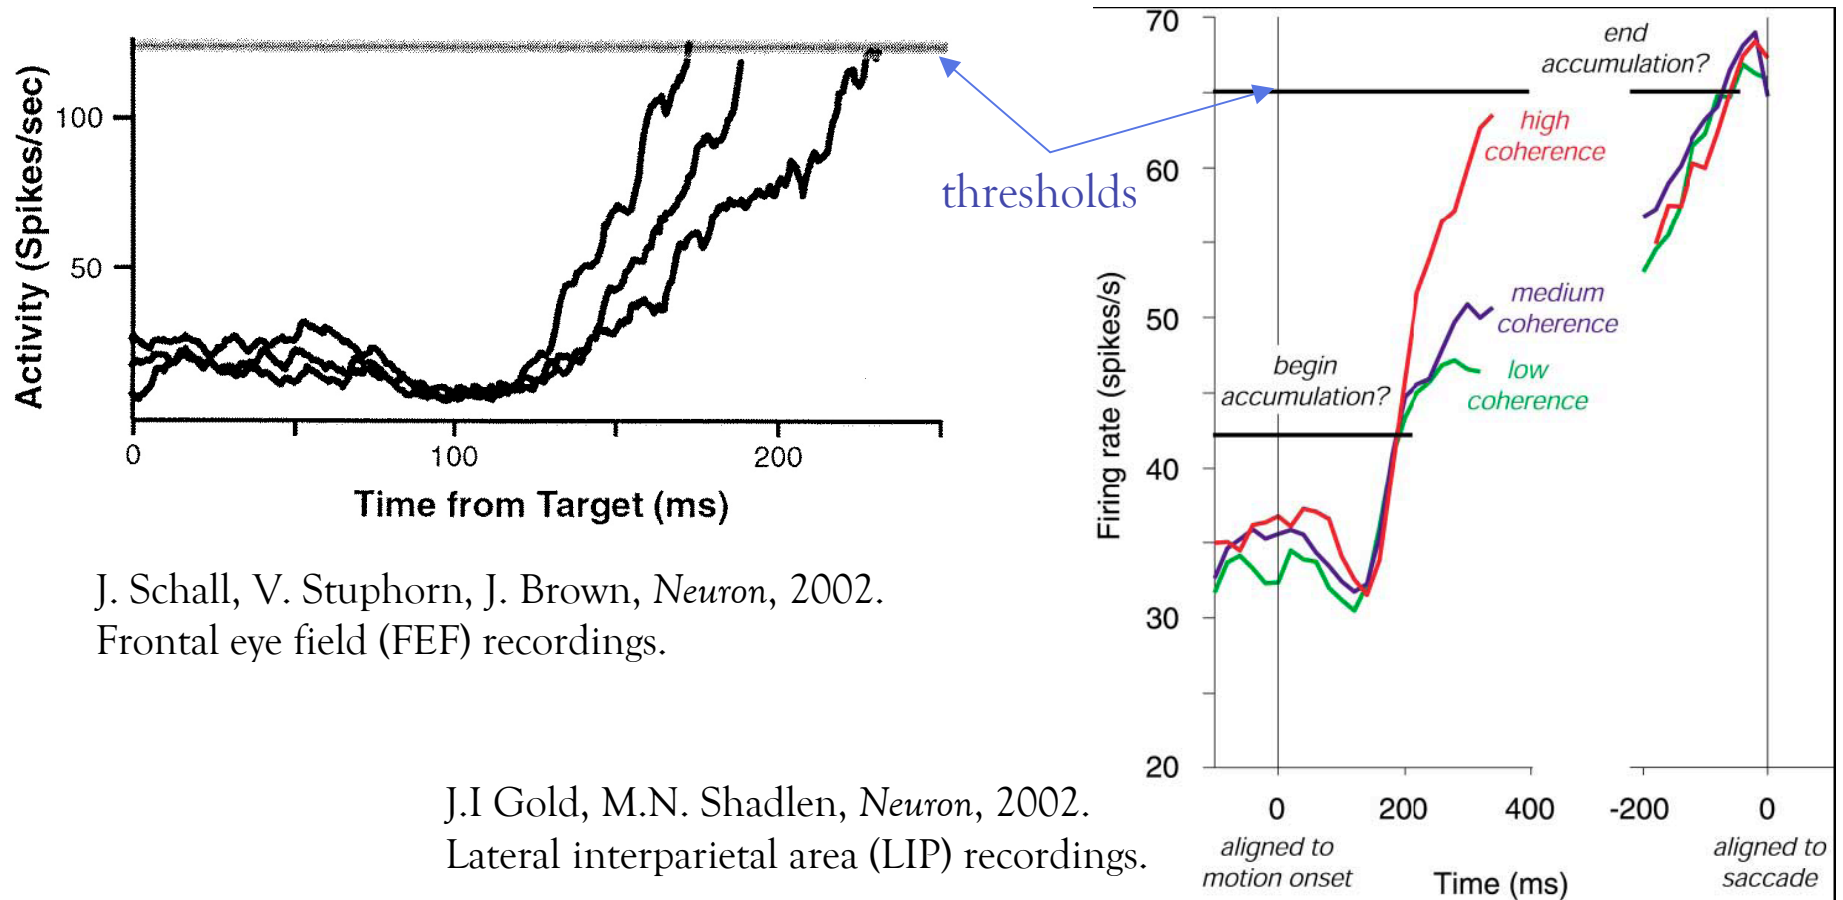 Activity (Spikes/sec)
100
50
0
100
200
Time from Target (ms)
J. Schall, V. Stuphorn, J. Brown, Neuron, 2002.
Frontal eye field (FEF) recordings.
thresholds
J.I Gold, M.N. Shadlen, Neuron, 2002.
Lateral interparietal area (LIP) recordings.
Firing rate (spikes/s)
70
60
50
40
30
20
end
accumulation?
high
coherence
medium
coherence
low
coherence
begin
accumulation?
0
200
400
-200
0
aligned to
motion onset
Time (ms)
aligned to
saccade